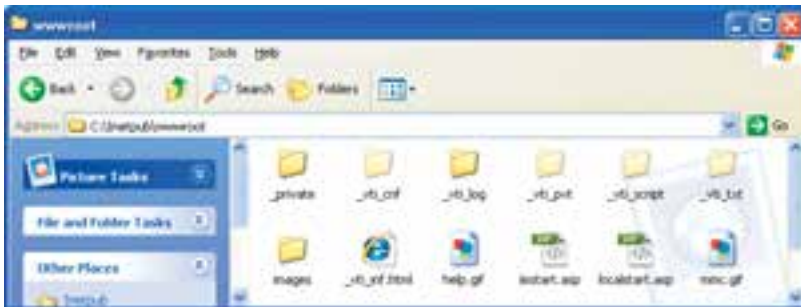 wwwroot
File Edit View Favorites Tools Help
Back Search Folders
Address C:\Inetpub\wwwroot Go
Picture Tasks
File and Folder Tasks
Other Places
Inetpub
_private _vti_cnf _vti_log _vti_pvt _vti_script _vti_txt
images _vti_inf.html help.gif iisstart.asp localstart.asp mmc.gif